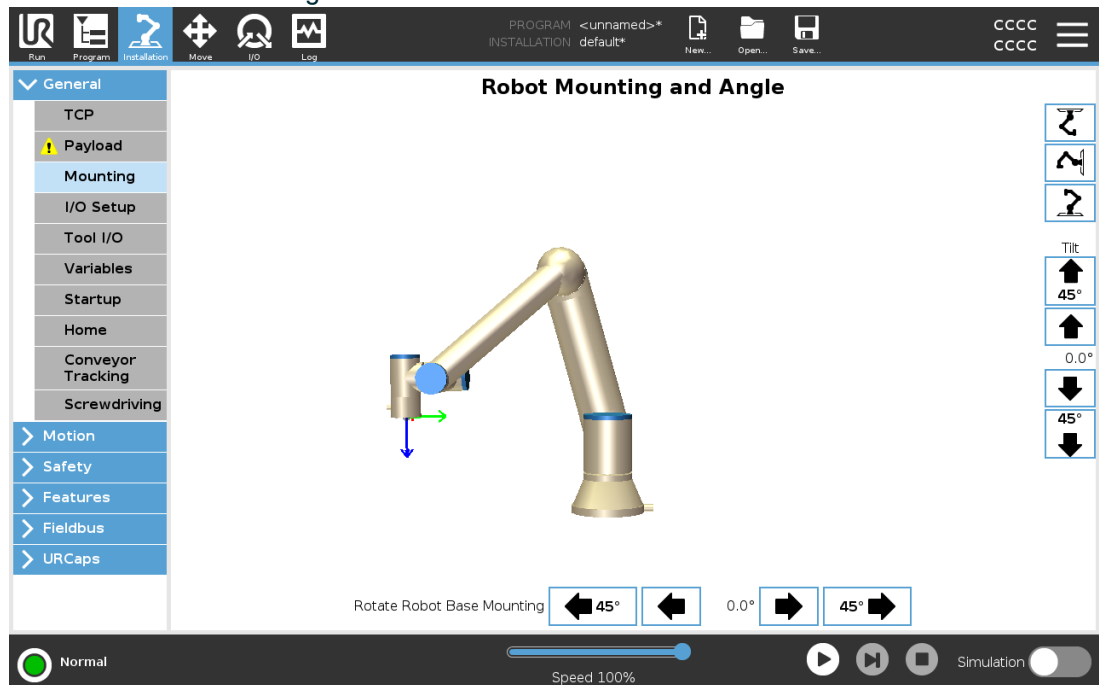 PROGRAM <unnamed>*
INSTALLATION default*
CCCC
CCCC
Run
Program
Installation
Move
I/O
Log
New...
Open...
Save...
General
TCP
Payload
Mounting
I/O Setup
Tool I/O
Variables
Startup
Home
Conveyor
Tracking
Screwdriving
Motion
Safety
Features
Fieldbus
URCaps
Robot Mounting and Angle
Tilt
45°
0.0°
45°
Rotate Robot Base Mounting 45° 0.0° 45°
Normal
Speed 100%
Simulation